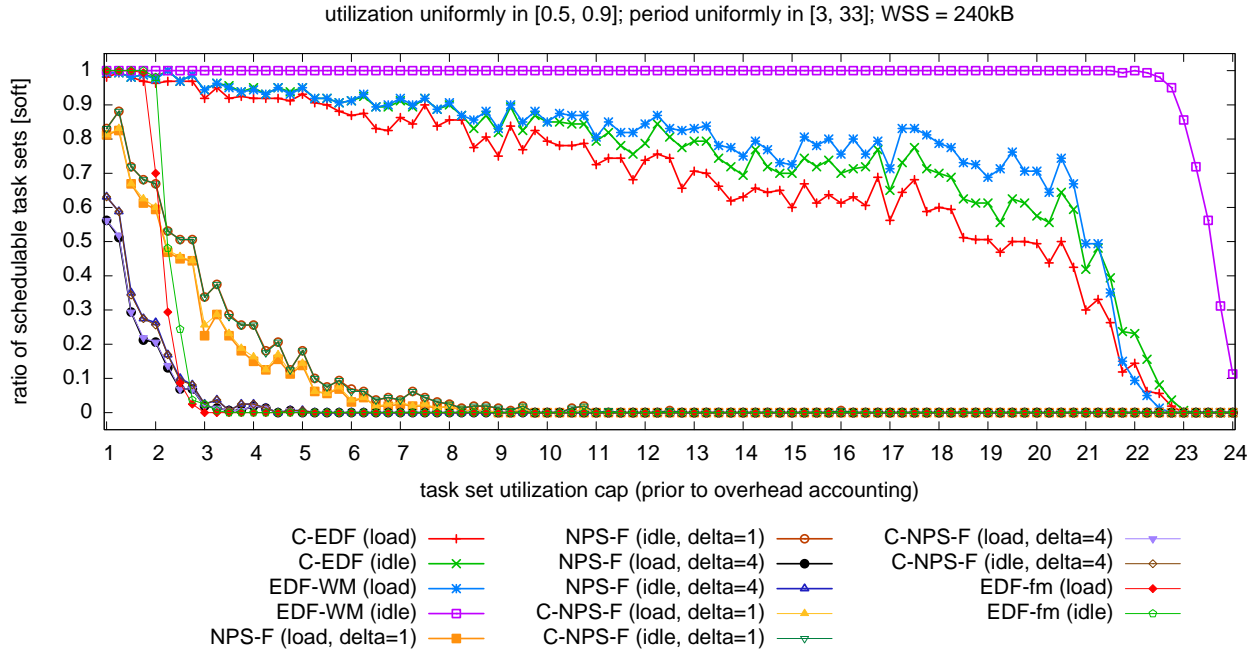 utilization uniformly in [0.5, 0.9]; period uniformly in [3, 33]; WSS = 240kB
ratio of schedulable task sets [soft]
1
0.9
0.8
0.7
0.6
0.5
0.4
0.3
0.2
0.1
0
1 2 3 4 5 6 7 8 9 10 11 12 13 14 15 16 17 18 19 20 21 22 23 24
task set utilization cap (prior to overhead accounting)
C-EDF (load)
C-EDF (idle)
EDF-WM (load)
EDF-WM (idle)
NPS-F (load, delta=1)
NPS-F (idle, delta=1)
NPS-F (load, delta=4)
NPS-F (idle, delta=4)
C-NPS-F (load, delta=1)
C-NPS-F (idle, delta=1)
C-NPS-F (load, delta=4)
C-NPS-F (idle, delta=4)
EDF-fm (load)
EDF-fm (idle)